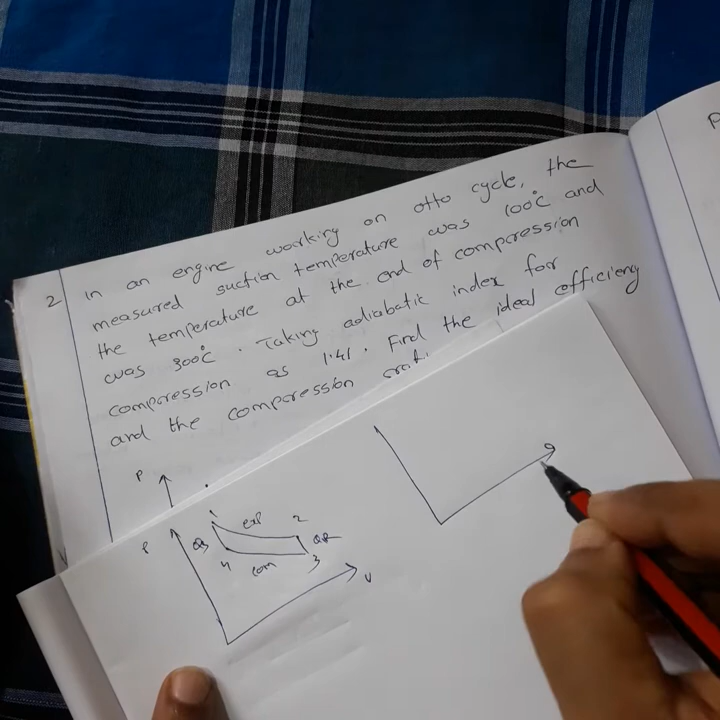 2 In an engine working on otto cycle, the
measured suction temperature was 100°C and
the temperature at the end of compression
was 300°C. Taking adiabatic index for
compression as 1.41. Find the ideal efficiency
and the compression
P
P
1 exp 2
QS QR
4 com 3
V